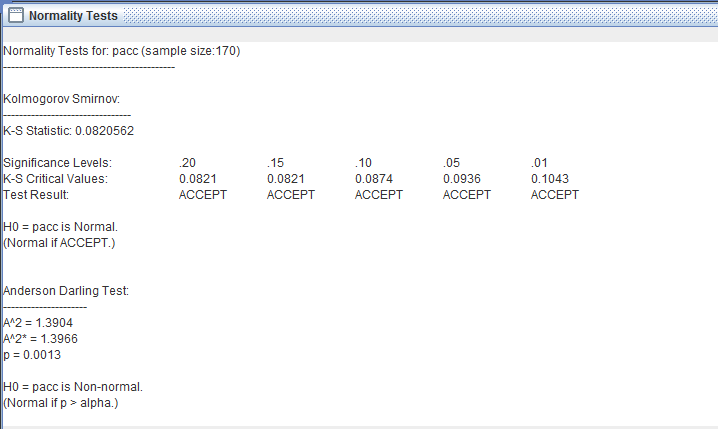 Normality Tests
Normality Tests for: pacc (sample size:170)
-------------------------------------------
Kolmogorov Smirnov:
--------------------------------
K-S Statistic: 0.0820562
Significance Levels: .20 .15 .10 .05 .01
K-S Critical Values: 0.0821 0.0821 0.0874 0.0936 0.1043
Test Result: ACCEPT ACCEPT ACCEPT ACCEPT ACCEPT
H0 = pacc is Normal.
(Normal if ACCEPT.)
Anderson Darling Test:
---------------------
A^2 = 1.3904
A^2* = 1.3966
p = 0.0013
H0 = pacc is Non-normal.
(Normal if p > alpha.)